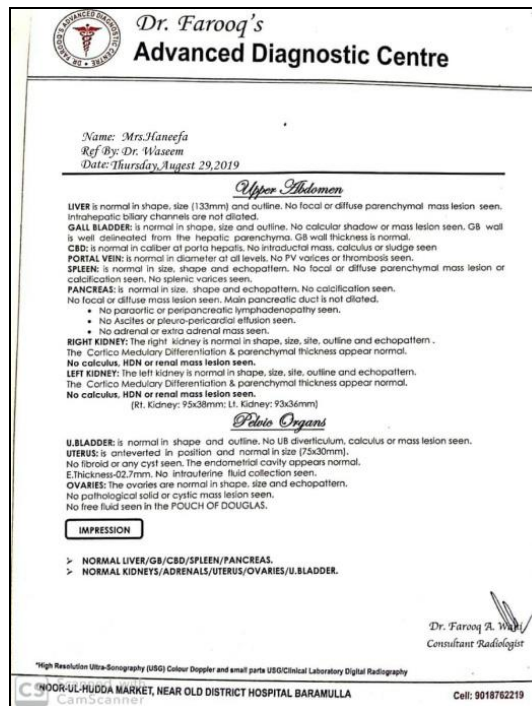 Dr. Farooq's
Advanced Diagnostic Centre
Name: Mrs.Haneefa
Ref By: Dr. Waseem
Date: Thursday,Augest 29,2019
Upper Abdomen
LIVER is normal in shape, size (133mm) and outline. No focal or diffuse parenchymal mass lesion seen.
Intrahepatic biliary channels are not dilated.
GALL BLADDER: is normal in shape, size and outline. No calcular shadow or mass lesion seen. GB wall
is well delineated from the hepatic parenchyma. GB wall thickness is normal.
CBD: is normal in caliber at porta hepatis. No intraductal mass, calculus or sludge seen
PORTAL VEIN: is normal in diameter at all levels. No PV varices or thrombosis seen.
SPLEEN: is normal in size, shape and echopattern. No focal or diffuse parenchymal mass lesion or
calcification seen. No splenic varices seen.
PANCREAS: is normal in size, shape and echopattern. No calcification seen.
No focal or diffuse mass lesion seen. Main pancreatic duct is not dilated.
• No paraortic or peripancreatic lymphadenopathy seen.
• No Ascites or pleuro-pericardial effusion seen.
• No adrenal or extra adrenal mass seen.
RIGHT KIDNEY: The right kidney is normal in shape, size, site, outline and echopattern .
The Cortico Medulary Differentiation & parenchymal thickness appear normal.
No calculus, HDN or renal mass lesion seen.
LEFT KIDNEY: The left kidney is normal in shape, size, site, outline and echopattern.
The Cortico Medulary Differentiation & parenchymal thickness appear normal.
No calculus, HDN or renal mass lesion seen.
(Rt. Kidney: 95x38mm; Lt. Kidney: 93x36mm)
Pelvic Organs
U.BLADDER: is normal in shape and outline. No UB diverticulum, calculus or mass lesion seen.
UTERUS: is anteverted in position and normal in size (75x30mm).
No fibroid or any cyst seen. The endometrial cavity appears normal.
E.Thickness-02.7mm. No intrauterine fluid collection seen.
OVARIES: The ovaries are normal in shape, size and echopattern.
No pathological solid or cystic mass lesion seen.
No free fluid seen in the POUCH OF DOUGLAS.
IMPRESSION
➢ NORMAL LIVER/GB/CBD/SPLEEN/PANCREAS.
➢ NORMAL KIDNEYS/ADRENALS/UTERUS/OVARIES/U.BLADDER.
Dr. Farooq A. Wani
Consultant Radiologist
*High Resolution Ultra-Sonography (USG) Colour Doppler and small parts USG/Clinical Laboratory Digital Radiography
CS Scanned with
CamScanner
NOOR-UL-HUDDA MARKET, NEAR OLD DISTRICT HOSPITAL BARAMULLA
Cell: 9018762219